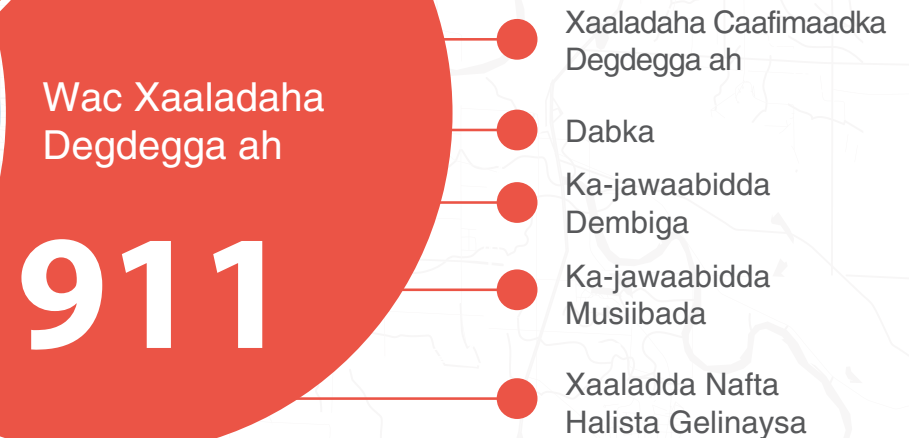 Wac Xaaladaha
Degdegga ah
911
Xaaladaha Caafimaadka
Degdegga ah
Dabka
Ka-jawaabidda
Dembiga
Ka-jawaabidda
Musiibada
Xaaladda Nafta
Halista Gelinaysa